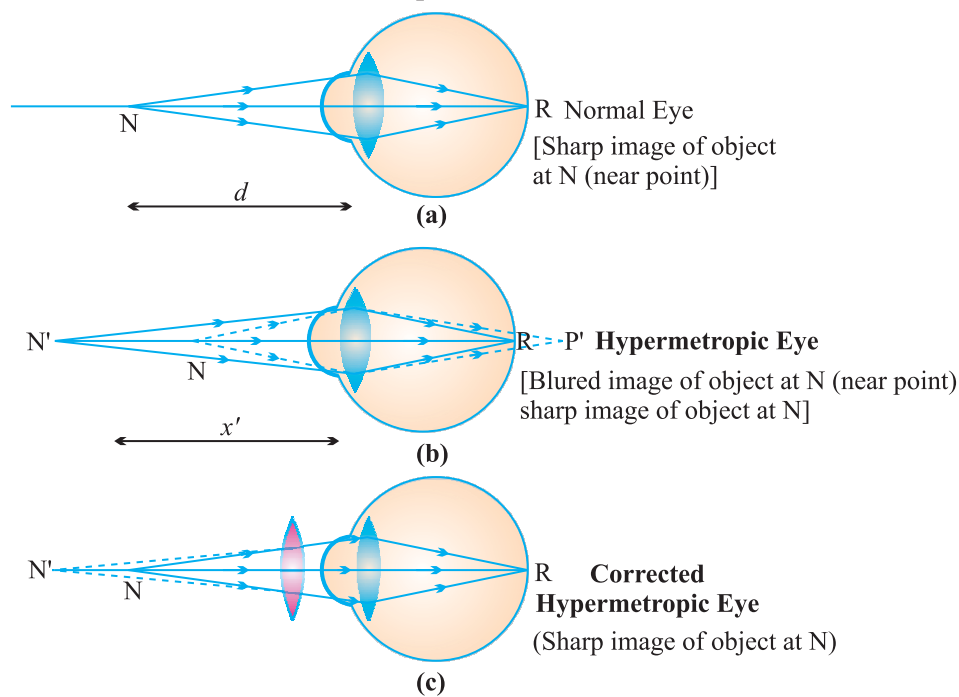 R Normal Eye
N
[Sharp image of object
at N (near point)]
d
(a)
N' R P' Hypermetropic Eye
N
[Blured image of object at N (near point)
sharp image of object at N]
x'
(b)
N' R Corrected
N
Hypermetropic Eye
(Sharp image of object at N)
(c)